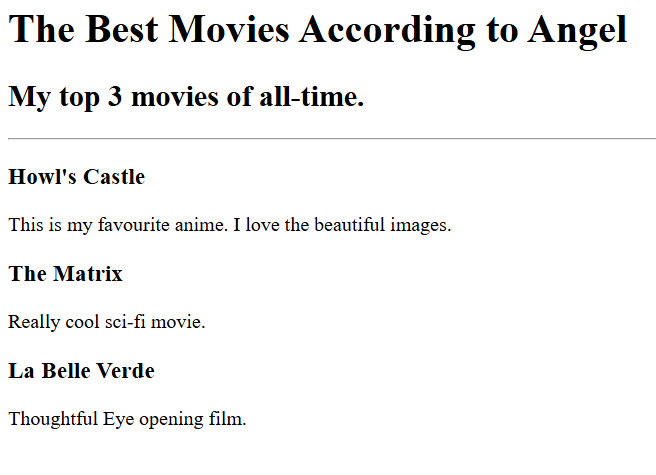 The Best Movies According to Angel
My top 3 movies of all-time.
Howl's Castle
This is my favourite anime. I love the beautiful images.
The Matrix
Really cool sci-fi movie.
La Belle Verde
Thoughtful Eye opening film.